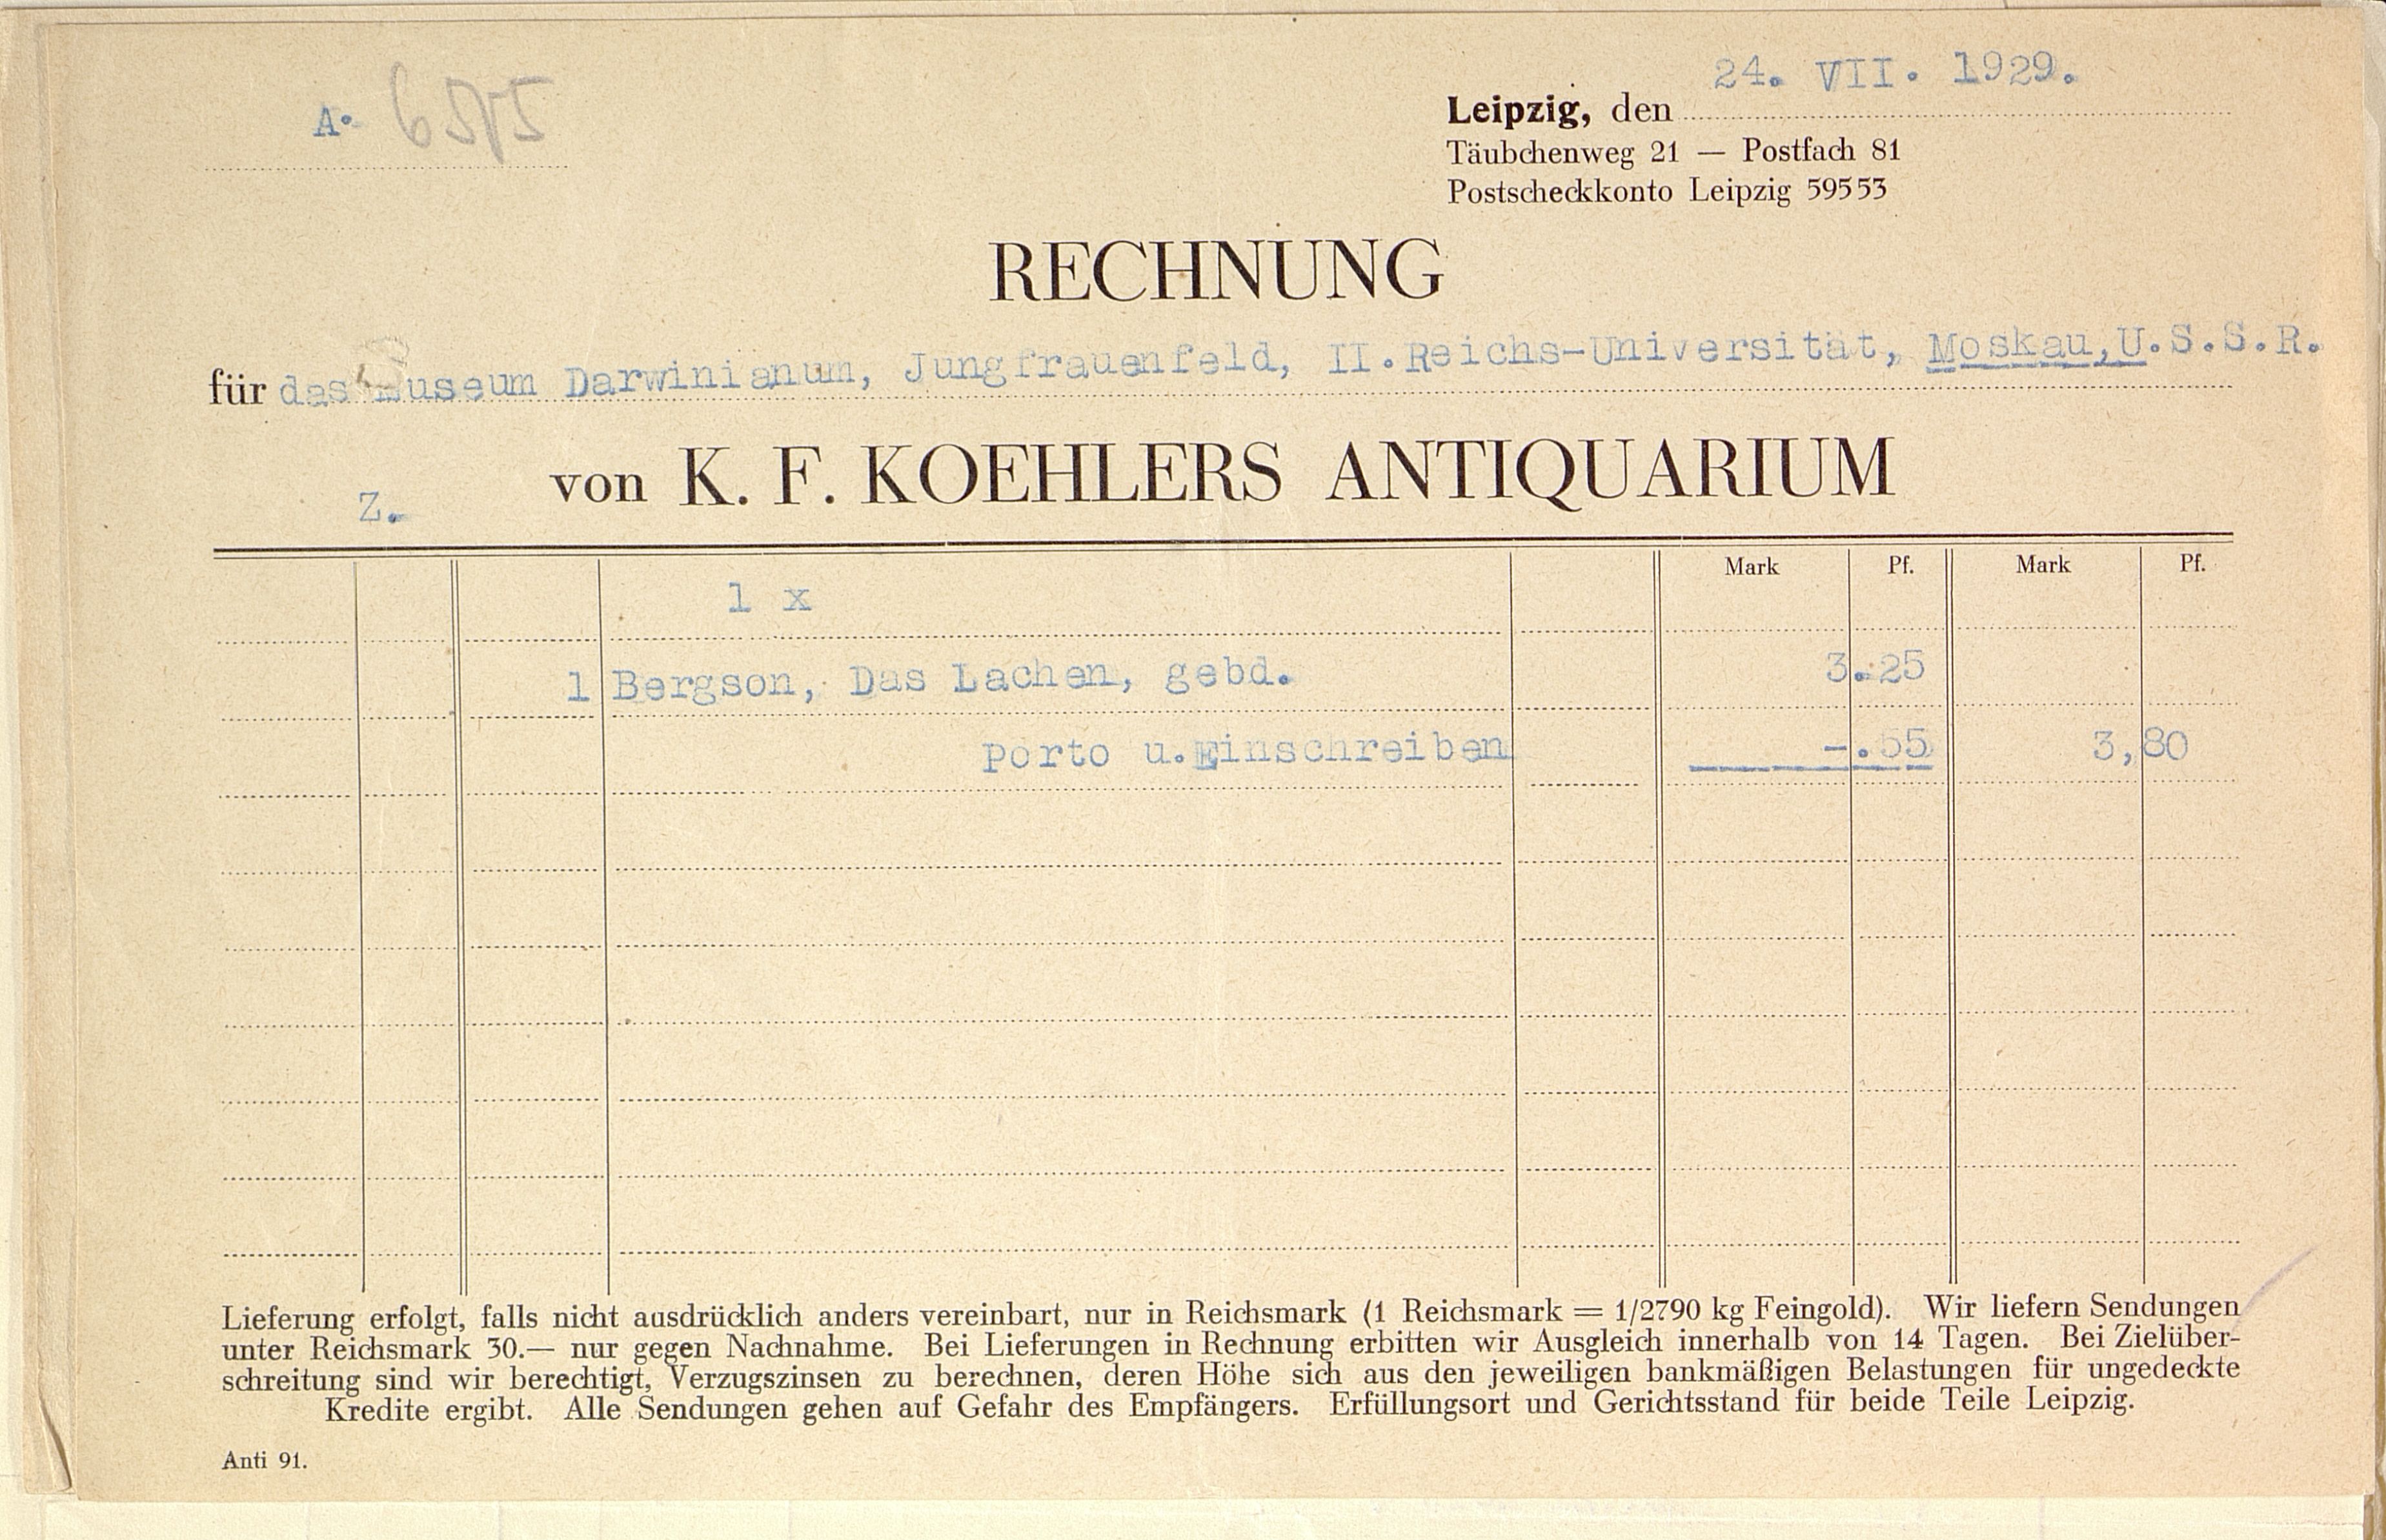 A.
24. VII. 1929.
Leipzig, den
Täubchenweg 21 — Postfach 81
Postscheckkonto Leipzig 59553
RECHNUNG
für das Museum Darwinianum, Jungfrauenfeld, II.Reichs-Universität, Moskau,U.S.S.R.
von K. F. KOEHLERS ANTIQUARIUM
Z.
Mark Pf. Mark Pf.
1 x
1 Bergson, Das Lachen, gebd. 3.25
Porto u.Einschreiben -.55 3,80
Lieferung erfolgt, falls nicht ausdrücklich anders vereinbart, nur in Reichsmark (1 Reichsmark = 1/2790 kg Feingold). Wir liefern Sendungen
unter Reichsmark 30.— nur gegen Nachnahme. Bei Lieferungen in Rechnung erbitten wir Ausgleich innerhalb von 14 Tagen. Bei Zielüber-
schreitung sind wir berechtigt, Verzugszinsen zu berechnen, deren Höhe sich aus den jeweiligen bankmäßigen Belastungen für ungedeckte
Kredite ergibt. Alle Sendungen gehen auf Gefahr des Empfängers. Erfüllungsort und Gerichtsstand für beide Teile Leipzig.
Anti 91.